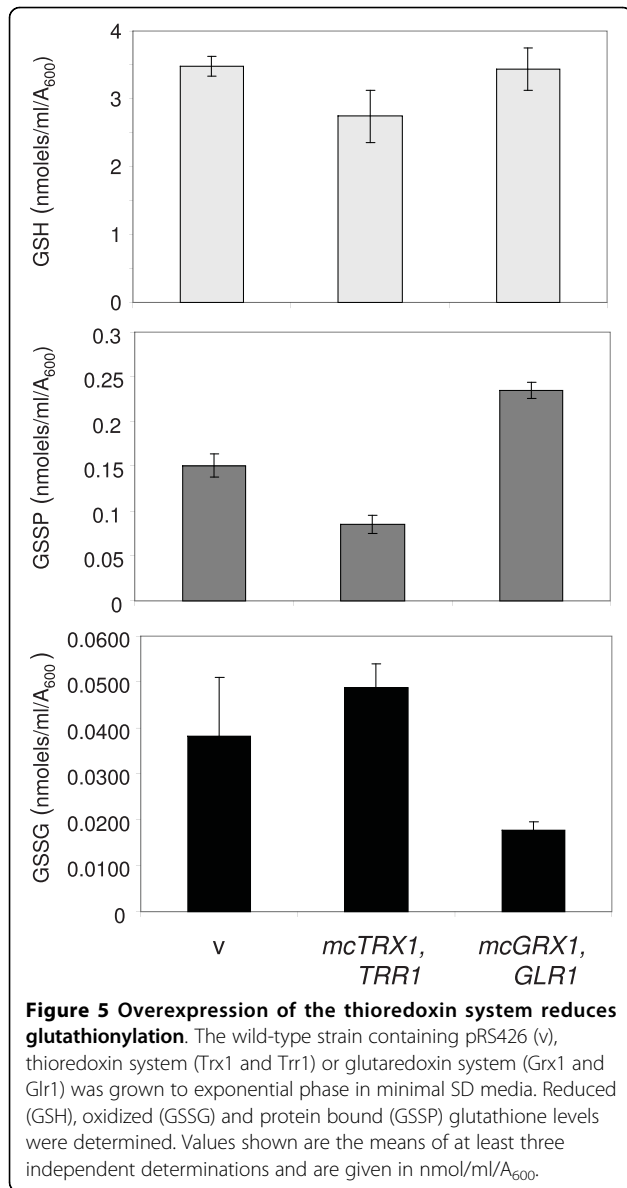 4
3
2
1
0
GSH (nmolels/ml/A600)
0.3
0.25
0.2
0.15
0.1
0.05
0
GSSP (nmolels/ml/A600)
0.0600
0.0500
0.0400
0.0300
0.0200
0.0100
0
GSSG (nmolels/ml/A600)
v
mcTRX1,
TRR1
mcGRX1,
GLR1
Figure 5 Overexpression of the thioredoxin system reduces
glutathionylation. The wild-type strain containing pRS426 (v),
thioredoxin system (Trx1 and Trr1) or glutaredoxin system (Grx1 and
Glr1) was grown to exponential phase in minimal SD media. Reduced
(GSH), oxidized (GSSG) and protein bound (GSSP) glutathione levels
were determined. Values shown are the means of at least three
independent determinations and are given in nmol/ml/A600.